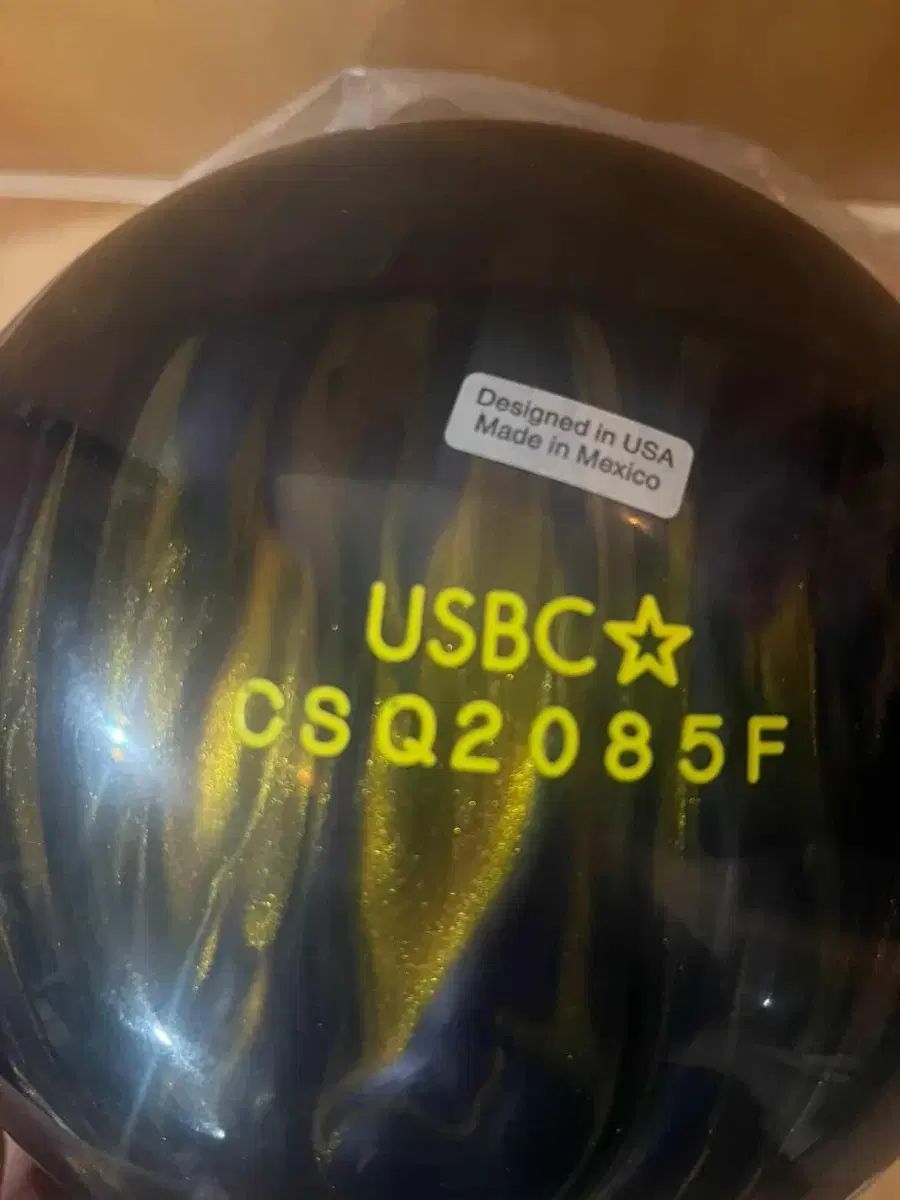 Designed in USA
Made in Mexico
USBC☆
CSQ2085F